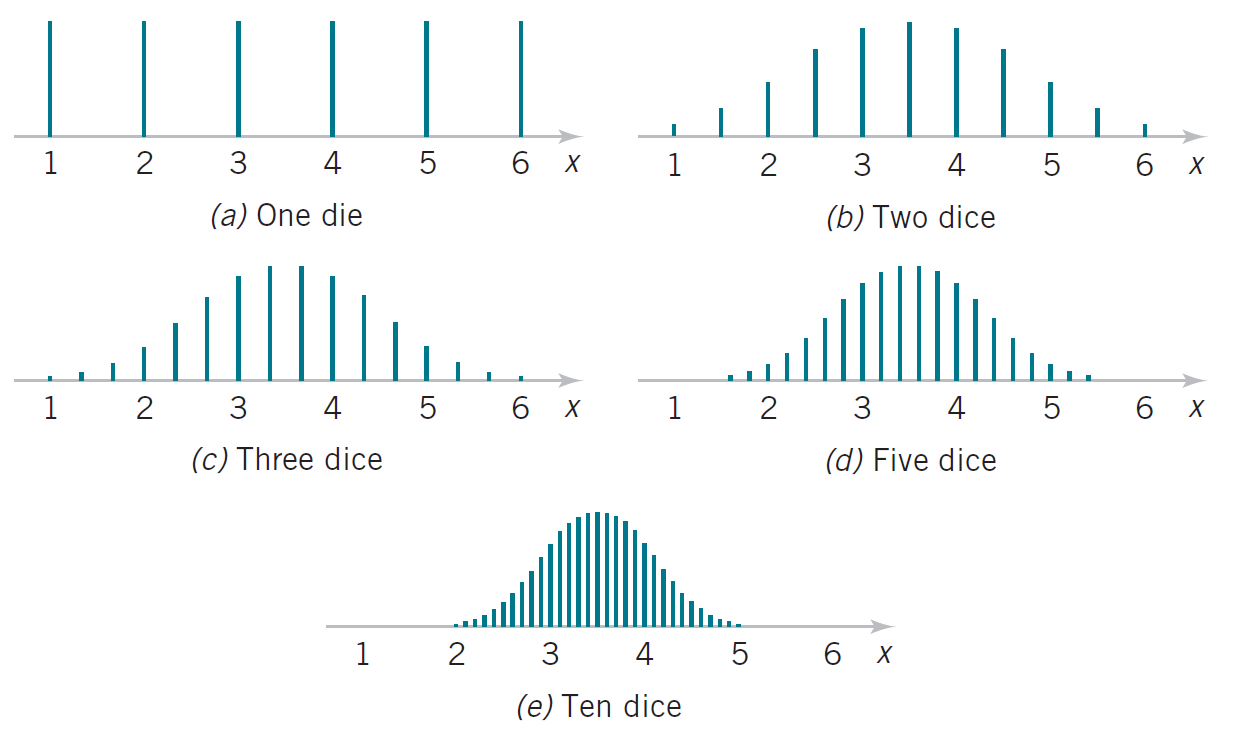 1 2 3 4 5 6 x
(a) One die
1 2 3 4 5 6 x
(b) Two dice
1 2 3 4 5 6 x
(c) Three dice
1 2 3 4 5 6 x
(d) Five dice
1 2 3 4 5 6 x
(e) Ten dice